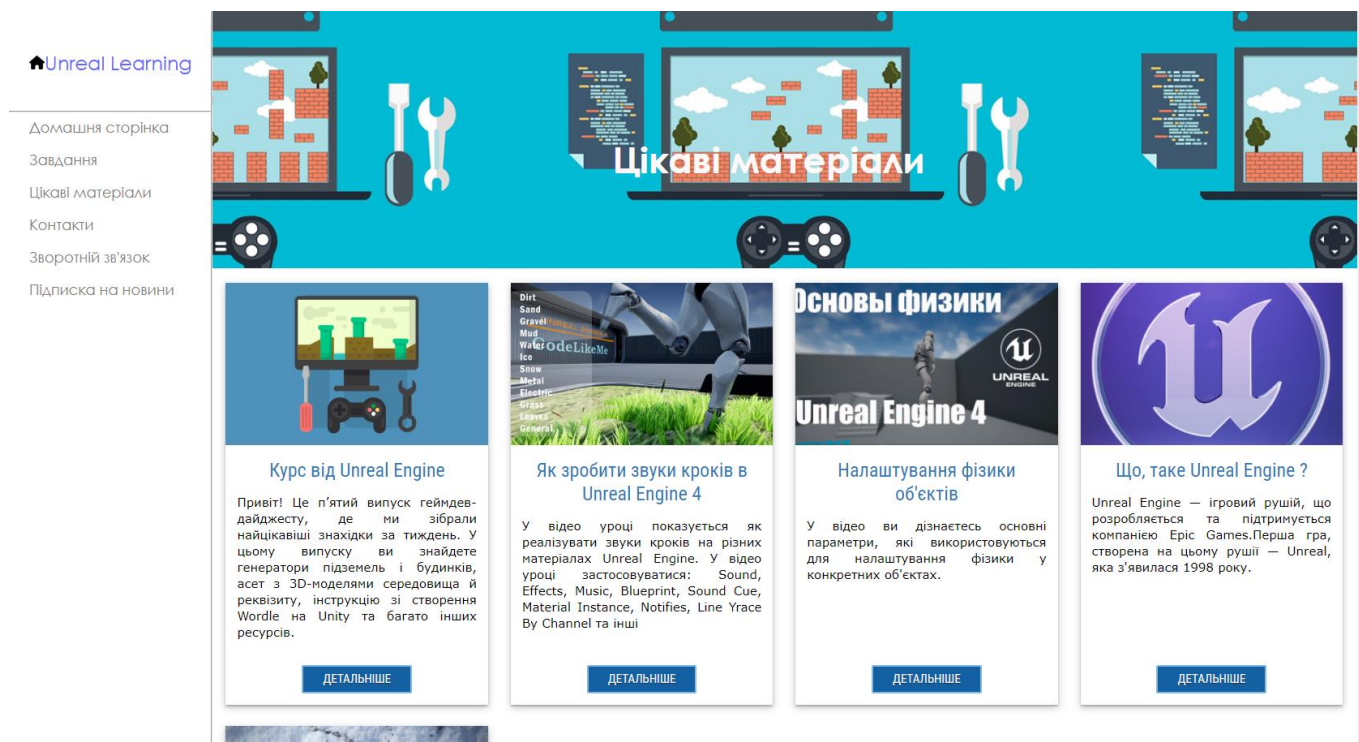 Unreal Learning
Домашня сторінка
Завдання
Цікаві матеріали
Контакти
Зворотній зв'язок
Підписка на новини
Цікаві матеріали
Курс від Unreal Engine
Привіт! Це п’ятий випуск геймдев-
дайджесту, де ми зібрали
найцікавіші знахідки за тиждень. У
цьому випуску ви знайдете
генератори підземель і будинків,
асет з 3D-моделями середовища й
реквізиту, інструкцію зі створення
Wordle на Unity та багато інших
ресурсів.
ДЕТАЛЬНІШЕ
Dirt
Sand
Gravel
Mud
Water
Ice
Snow
Metal
Electric
Grass
Leaves
General
CodeLikeMe
Як зробити звуки кроків в
Unreal Engine 4
У відео уроці показується як
реалізувати звуки кроків на різних
матеріалах Unreal Engine. У відео
уроці застосовуватися: Sound,
Effects, Music, Blueprint, Sound Cue,
Material Instance, Notifies, Line Yrace
By Channel та інші
ДЕТАЛЬНІШЕ
Основы физики
UNREAL
ENGINE
Unreal Engine 4
Налаштування фізики
об'єктів
У відео ви дізнаєтесь основні
параметри, які використовуються
для налаштування фізики у
конкретних об'єктах.
ДЕТАЛЬНІШЕ
Що, таке Unreal Engine ?
Unreal Engine — ігровий рушій, що
розробляється та підтримується
компанією Epic Games.Перша гра,
створена на цьому рушії — Unreal,
яка з'явилася 1998 року.
ДЕТАЛЬНІШЕ